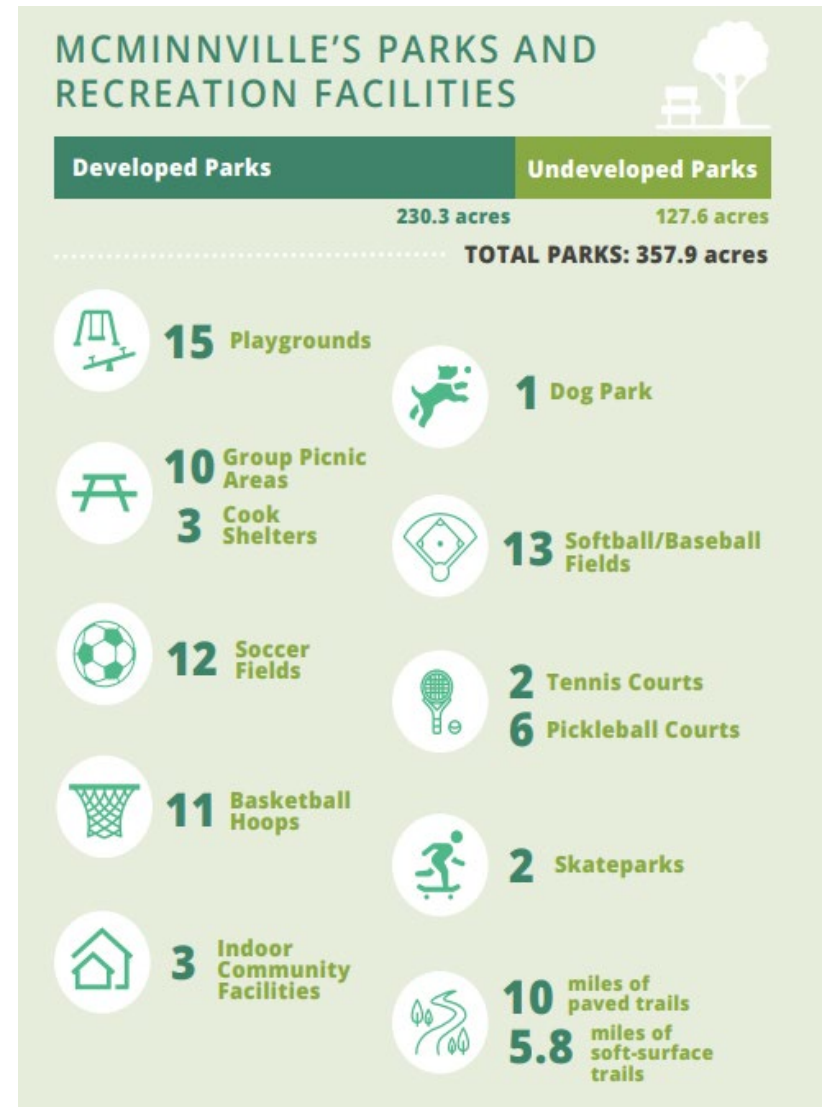 MCMINNVILLE'S PARKS AND
RECREATION FACILITIES
Developed Parks
Undeveloped Parks
230.3 acres
127.6 acres
TOTAL PARKS: 357.9 acres
15 Playgrounds
1 Dog Park
10 Group Picnic
Areas
3 Cook
Shelters
13 Softball/Baseball
Fields
12 Soccer
Fields
2 Tennis Courts
6 Pickleball Courts
11 Basketball
Hoops
2 Skateparks
3 Indoor
Community
Facilities
10 miles of
paved trails
5.8 miles of
soft-surface
trails